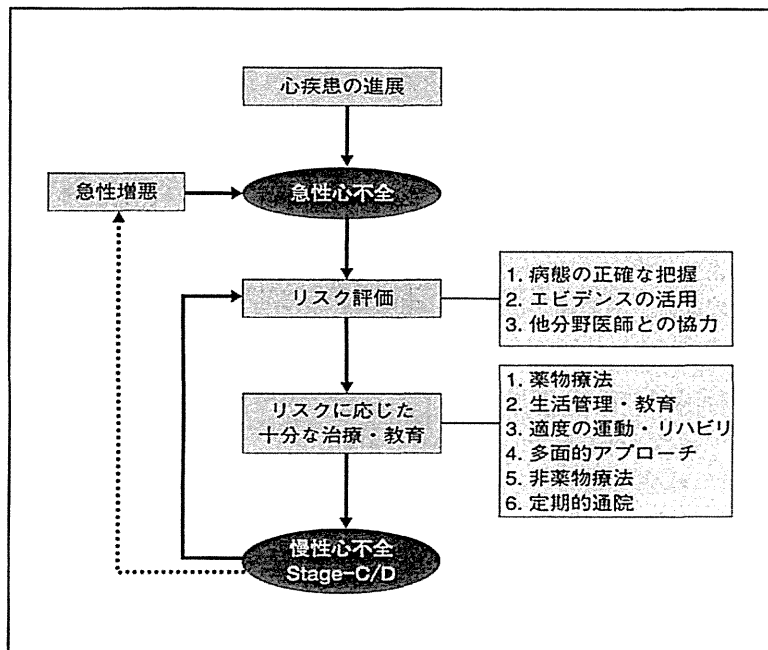 心疾患の進展
急性増悪
急性心不全
リスク評価
1. 病態の正確な把握
2. エビデンスの活用
3. 他分野医師との協力
リスクに応じた
十分な治療・教育
1. 薬物療法
2. 生活管理・教育
3. 適度の運動・リハビリ
4. 多面的アプローチ
5. 非薬物療法
6. 定期的通院
慢性心不全
Stage-C/D